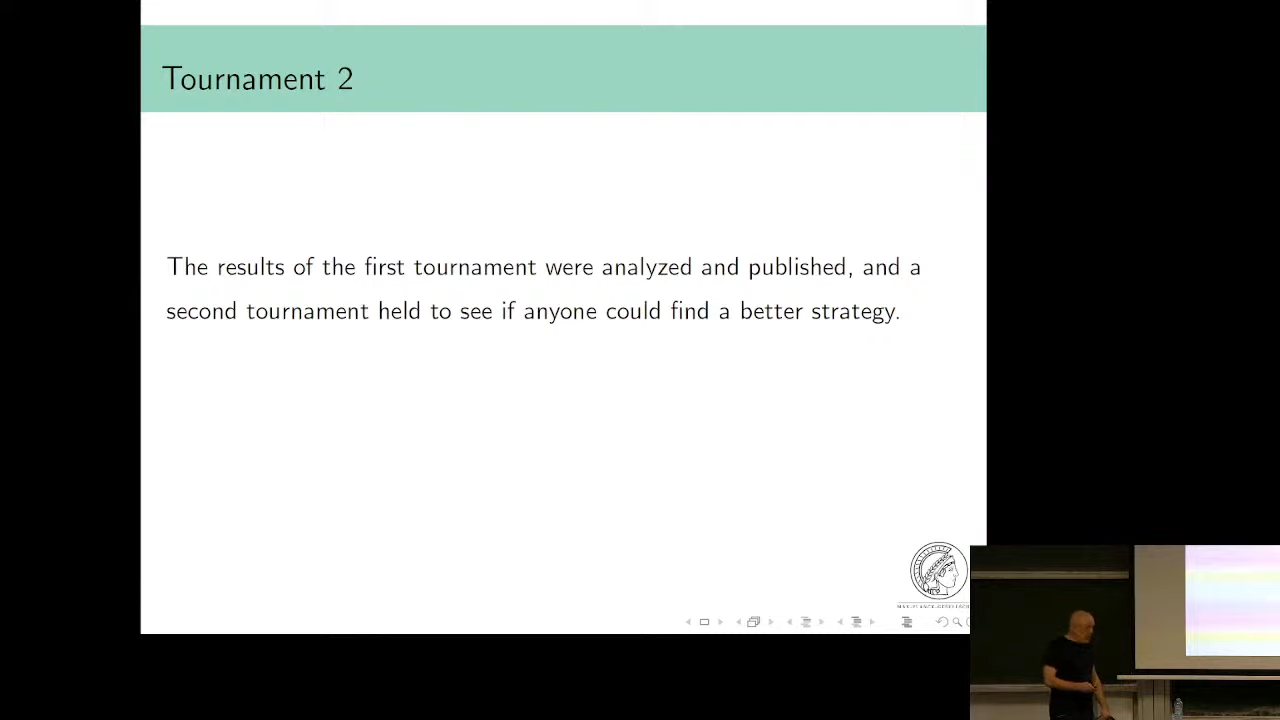 Tournament 2
The results of the first tournament were analyzed and published, and a
second tournament held to see if anyone could find a better strategy.